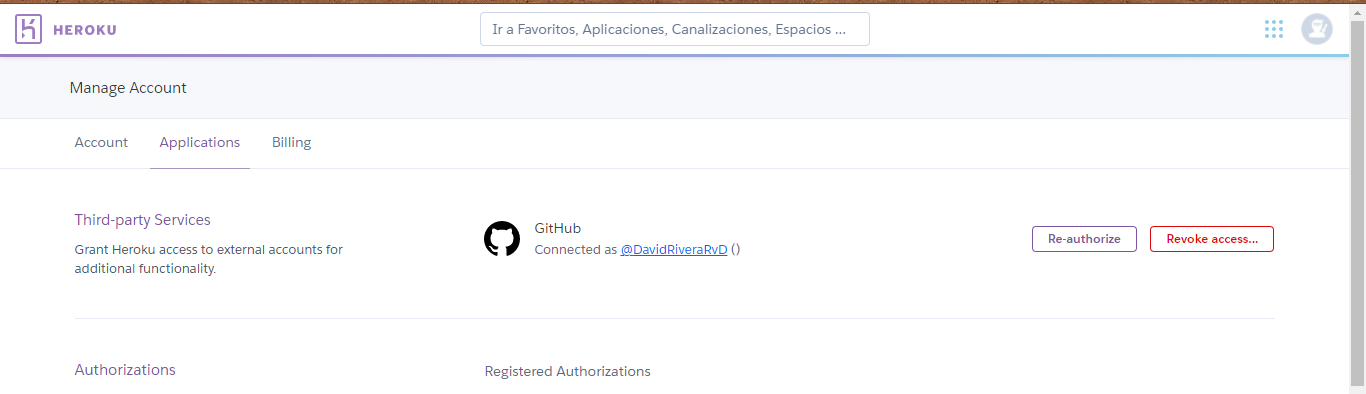 HEROKU
Ir a Favoritos, Aplicaciones, Canalizaciones, Espacios ...
Manage Account
Account Applications Billing
Third-party Services
Grant Heroku access to external accounts for
additional functionality.
GitHub
Connected as @DavidRiveraRvD ()
Re-authorize
Revoke access...
Authorizations
Registered Authorizations